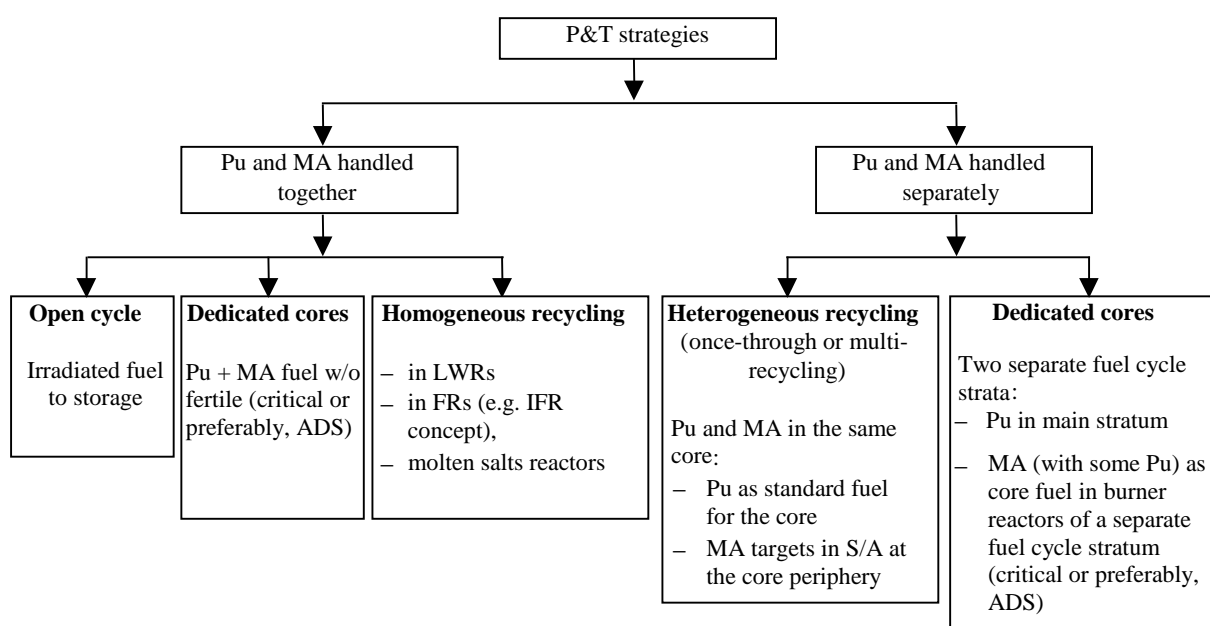 P&T strategies
Pu and MA handled
together
Pu and MA handled
separately
Open cycle
Irradiated fuel
to storage
Dedicated cores
Pu + MA fuel w/o
fertile (critical or
preferably, ADS)
Homogeneous recycling
– in LWRs
– in FRs (e.g. IFR
concept),
– molten salts reactors
Heterogeneous recycling
(once-through or multi-
recycling)
Pu and MA in the same
core:
– Pu as standard fuel
for the core
– MA targets in S/A at
the core periphery
Dedicated cores
Two separate fuel cycle
strata:
– Pu in main stratum
– MA (with some Pu) as
core fuel in burner
reactors of a separate
fuel cycle stratum
(critical or preferably,
ADS)